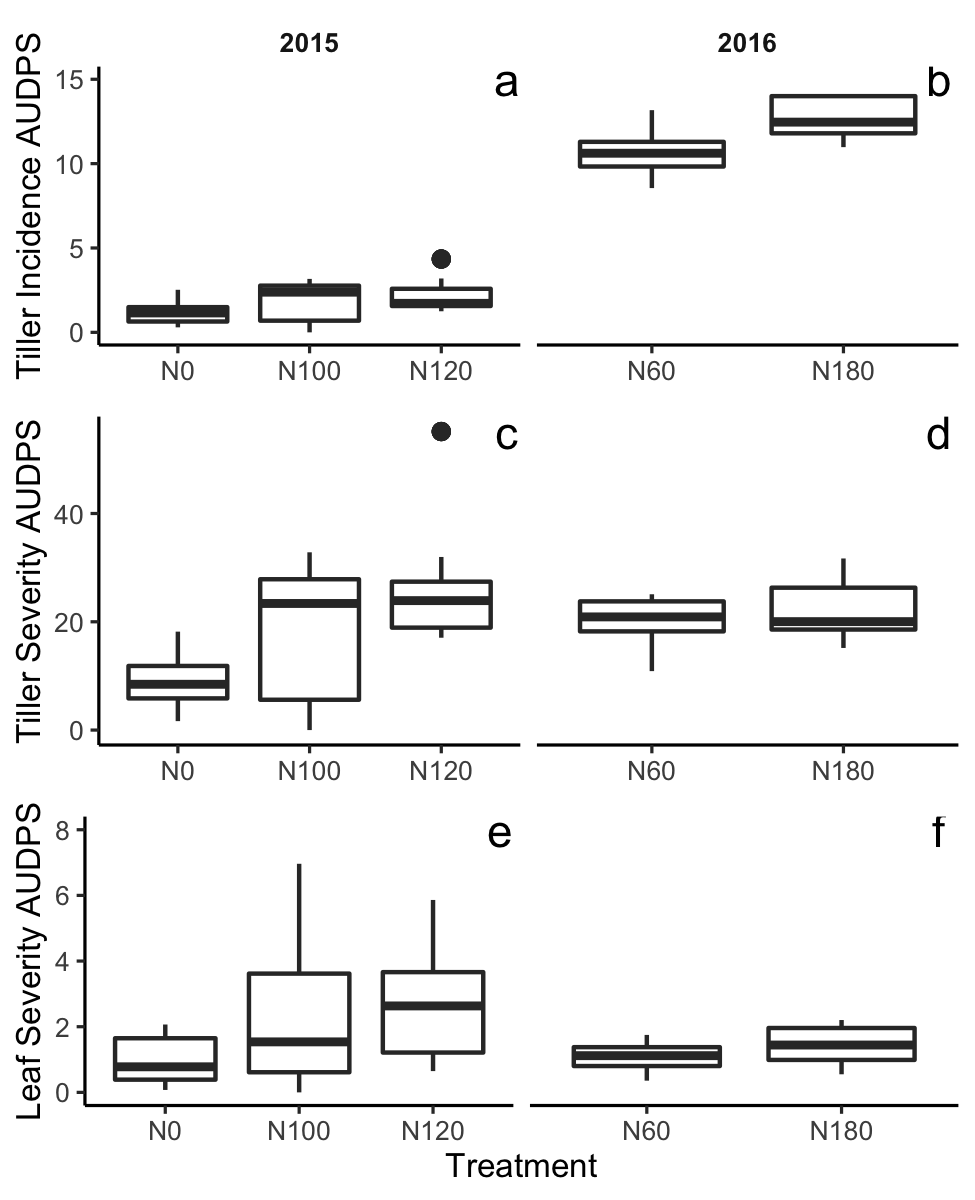 2015 2016
Tiller Incidence AUDPS
a b
15
10
5
0
N0 N100 N120 N60 N180
Tiller Severity AUDPS
c d
40
20
0
N0 N100 N120 N60 N180
Leaf Severity AUDPS
e f
8
6
4
2
0
N0 N100 N120 N60 N180
Treatment